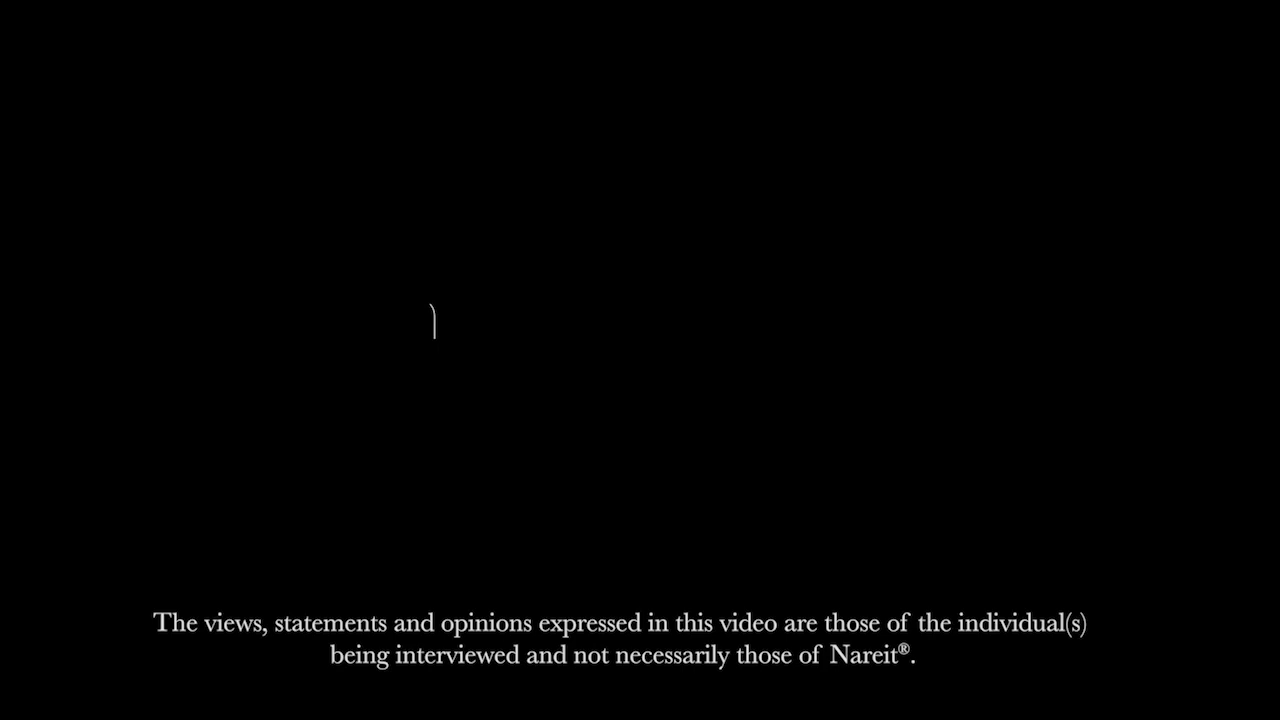 The views, statements and opinions expressed in this video are those of the individual(s)
being interviewed and not necessarily those of Nareit®.